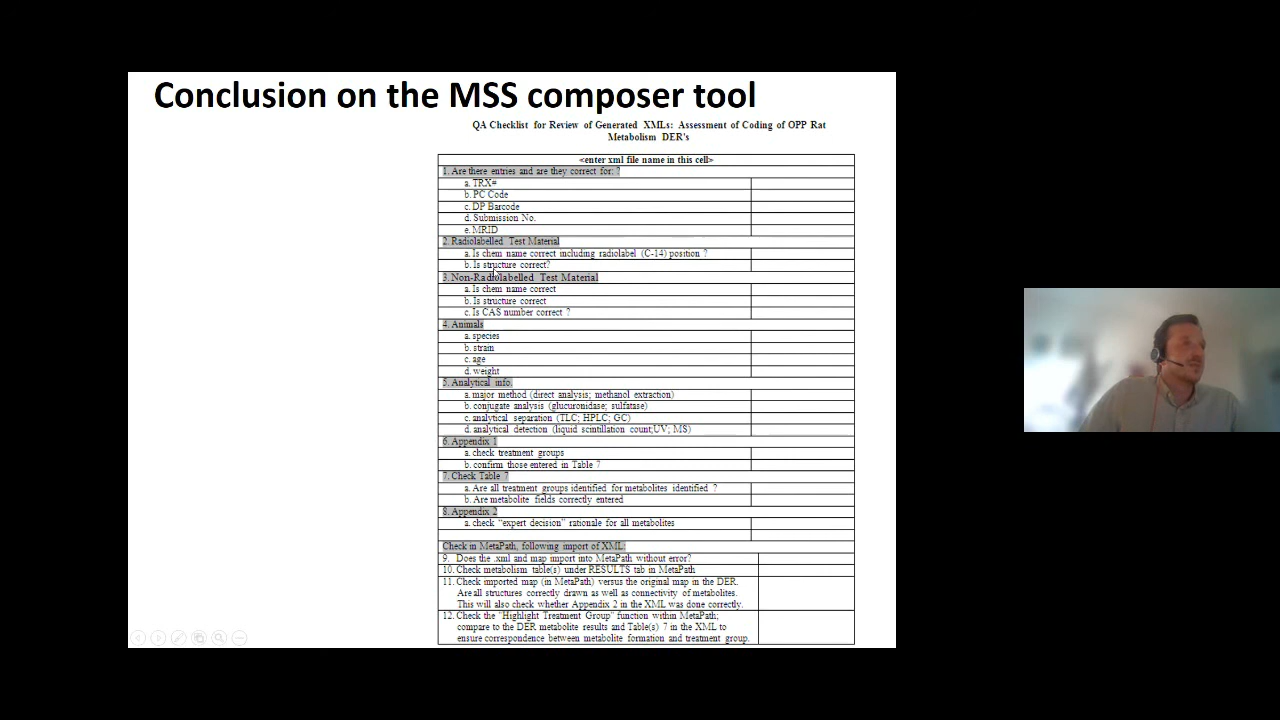 Conclusion on the MSS composer tool
QA Checklist for Review of Generated XMLs: Assessment of Coding of OPP Rat
Metabolism DER's
<enter xml file name in this cell>
1. Are there entries and are they correct for: ?
a. TRX#
b. PC Code
c. DP Barcode
d. Submission No.
e. MRID
2. Radiolabelled Test Material
a. Is chem name correct including radiolabel (C-14) position ?
b. Is structure correct?
3. Non-Radiolabelled Test Material
a. Is chem name correct
b. Is structure correct
c. Is CAS number correct ?
4. Animals
a. species
b. strain
c. age
d. weight
5. Analytical info.
a. major method (direct analysis; methanol extraction)
b. conjugate analysis (glucuronidase; sulfatase)
c. analytical separation (TLC; HPLC; GC)
d. analytical detection (liquid scintillation count;UV; MS)
6. Appendix 1
a. check treatment groups
b. confirm those entered in Table 7
7. Check Table 7
a. Are all treatment groups identified for metabolites identified ?
b. Are metabolite fields correctly entered
8. Appendix 2
a. check "expert decision" rationale for all metabolites
Check in MetaPath, following import of XML:
9. Does the .xml and map import into MetaPath without error?
10. Check metabolism table(s) under RESULTS tab in MetaPath
11. Check imported map (in MetaPath) versus the original map in the DER.
Are all structures correctly drawn as well as connectivity of metabolites.
This will also check whether Appendix 2 in the XML was done correctly.
12. Check the "Highlight Treatment Group" function within MetaPath;
compare to the DER metabolite results and Table(s) 7 in the XML to
ensure correspondence between metabolite formation and treatment group.